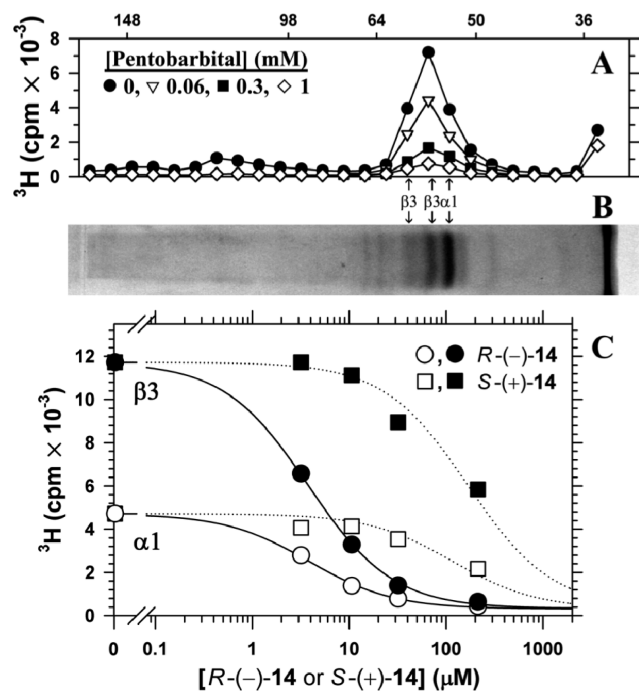 148 98 64 50 36
A
8
6
4
2
0
³H (cpm × 10⁻³)
[Pentobarbital] (mM)
0, 0.06, 0.3, 1
β3 β3 α1
B
C
12
10
8
6
4
2
0
³H (cpm × 10⁻³)
R-(−)-14
S-(+)-14
β3
α1
0 0.1 1 10 100 1000
[R-(−)-14 or S-(+)-14] (μM)